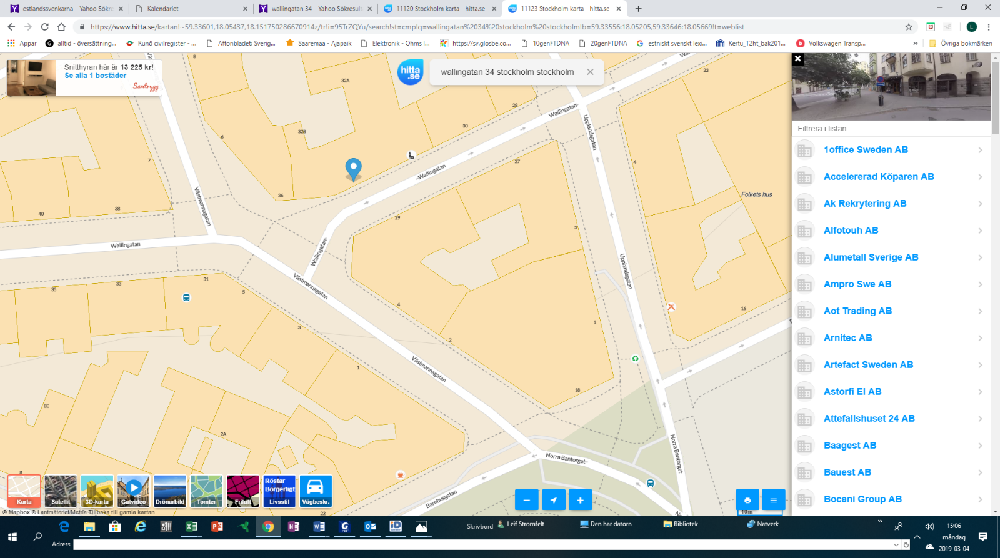 estlandssvenkarna – Yahoo Sökre
Kalendariet
wallingatan 34 – Yahoo Sökresult
11120 Stockholm karta - hitta.se
11123 Stockholm karta - hitta.se
https://www.hitta.se/kartan!~59.33601,18.05437,18.151750286670914z/tr!i=95TrZQYu/search!st=cmp!q=wallingatan%2034%20stockholm%20stockholm!b=59.33556:18.05205,59.33646:18.05669!t=weblist
Appar
alltid - översättning...
Runö civilregister - ...
Aftonbladet: Sverig...
Saaremaa - Ajapaik
Elektronik - Ohms l...
https://sv.glosbe.co...
10genFTDNA
20genFTDNA
estniskt svenskt lexi...
Kertu_T2ht_bak201...
Volkswagen Transp...
»
Övriga bokmärken
Snitthyran här är 13 225 kr!
Se alla 1 bostäder
Samtrygg
hitta.se
wallingatan 34 stockholm stockholm
Filtrera i listan
1office Sweden AB
Accelererad Köparen AB
Ak Rekrytering AB
Alfotouh AB
Alumetall Sverige AB
Ampro Swe AB
Aot Trading AB
Arnitec AB
Artefact Sweden AB
Astorfi El AB
Attefallshuset 24 AB
Baagest AB
Bauest AB
Bocani Group AB
8
32A
23
28
Wallingatan
30
32B
6
Upplandsgatan
7
27
4
Wallingatan
Folkets hus
36
Västmannagatan
38
40
29
3
Wallingatan
Wallingatan
Upplandsgatan
31
33
35
5
Västmannagatan
4
16
3
1
2
Västmannagatan
1
18
8E
2A
Norra Bantorget
Norra Bantorget
8
Barnhusgatan
22
Karta
Satellit
3D-karta
Gatvideo
Drönarbild
Tomter
Friluft
Röstar
Borgerligt
Livsstil
Vägbeskr.
10m
© Mapbox © Lantmäteriet/Metria Tillbaka till gamla kartan
Skrivbord
Leif Strömfelt
Den här datorn
Bibliotek
Nätverk
»
15:06
måndag
2019-03-04
Adress